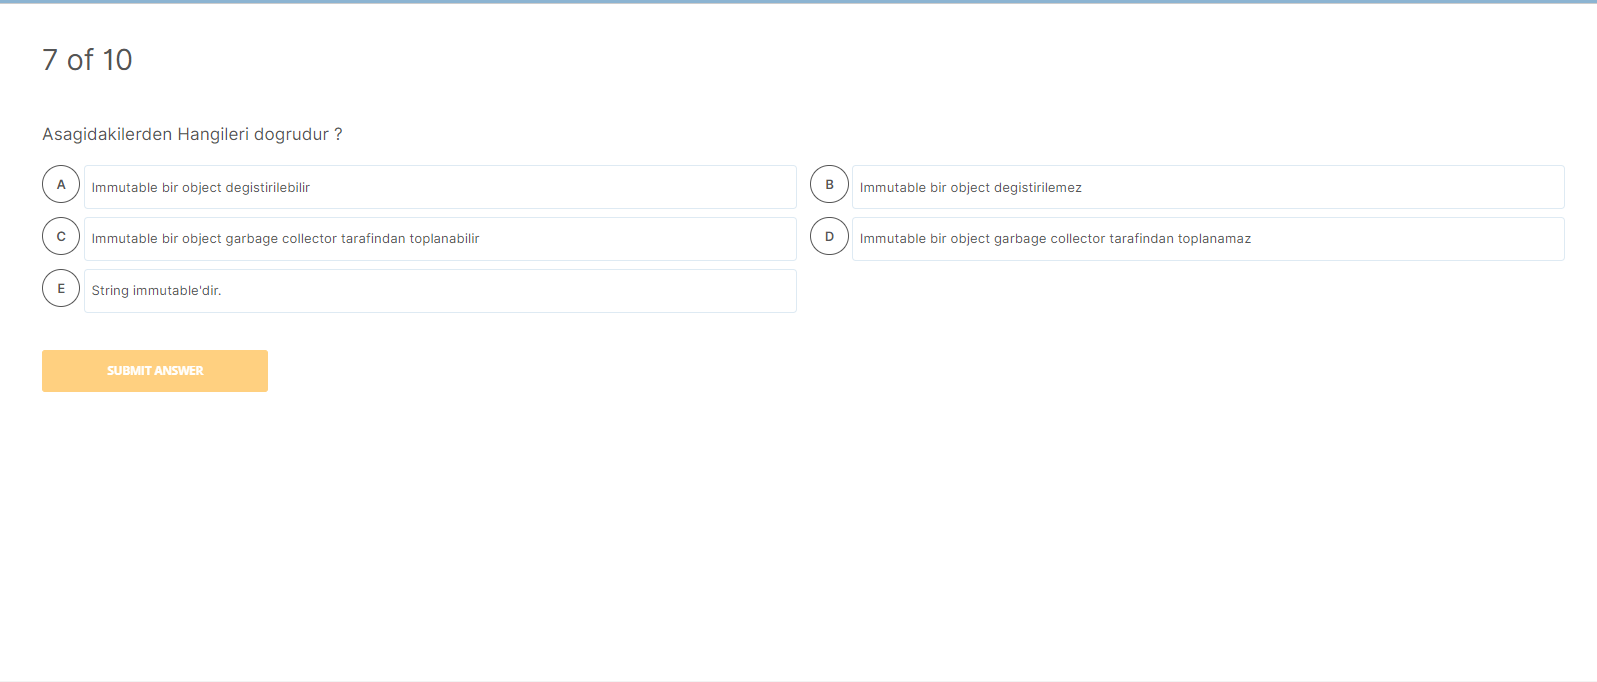 7 of 10
Asagidakilerden Hangileri dogrudur ?
A Immutable bir object degistirilebilir
B Immutable bir object degistirilemez
C Immutable bir object garbage collector tarafindan toplanabilir
D Immutable bir object garbage collector tarafindan toplanamaz
E String immutable'dir.
SUBMIT ANSWER